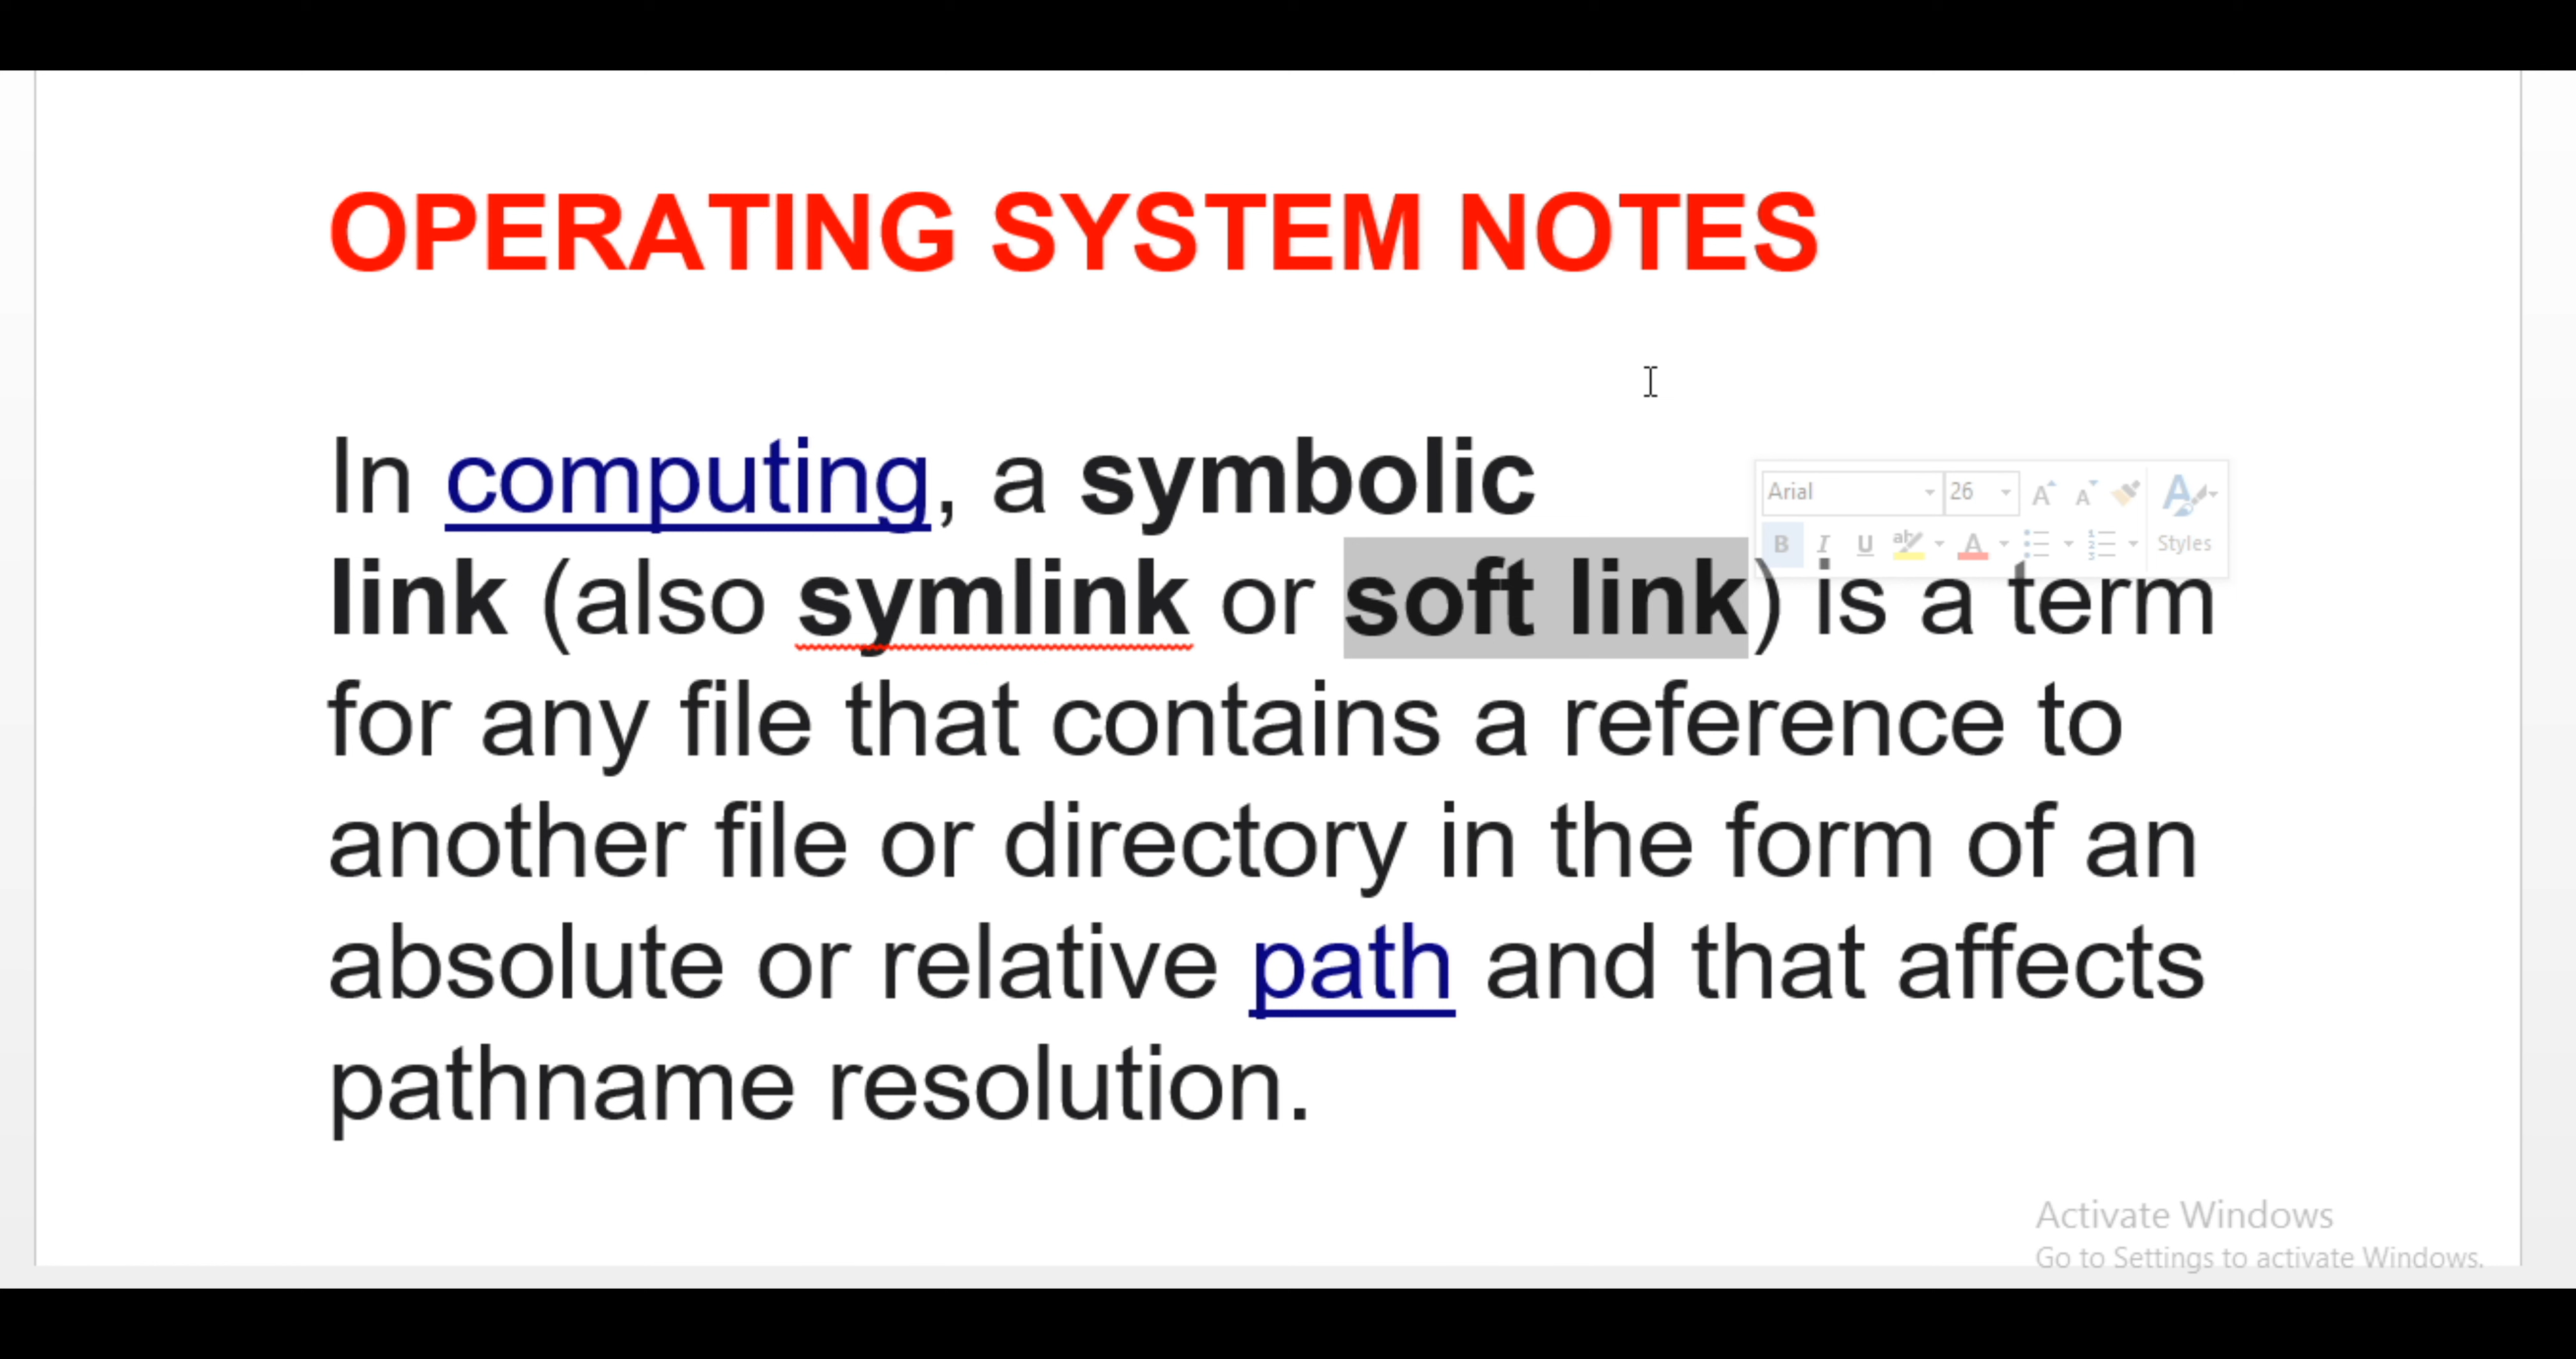 OPERATING SYSTEM NOTES
In computing, a symbolic
Arial 26
B I U ab A Styles
link (also symlink or soft link) is a term
for any file that contains a reference to
another file or directory in the form of an
absolute or relative path and that affects
pathname resolution.
Activate Windows
Go to Settings to activate Windows.